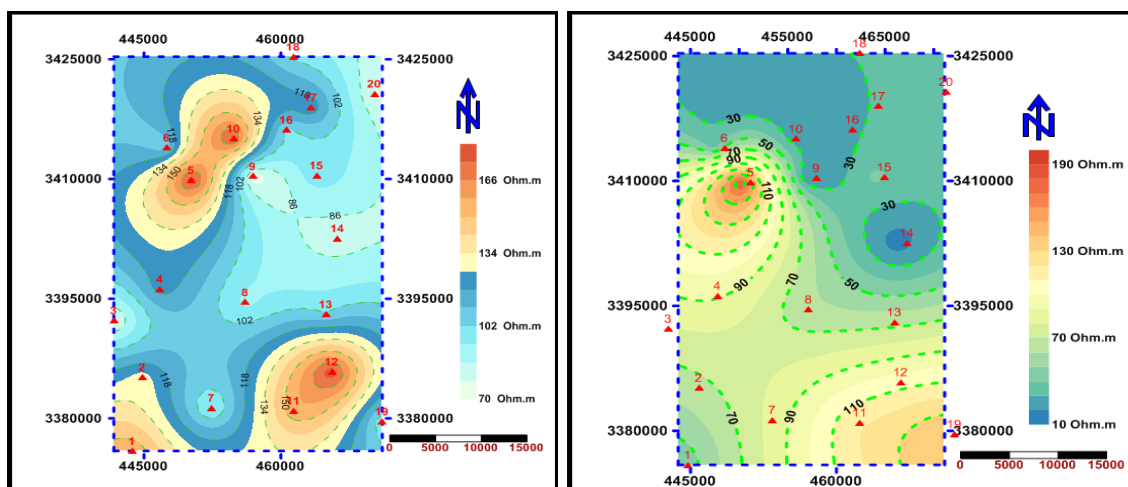 445000 460000
18
3425000 3425000
20
118 102
17
134
10 16
6 118
134
150 5 9 15
3410000 3410000
118 102
86 86
14
4 8
3395000 3395000
13
3 102
2 118 12
118
134 150 11
7
3380000 3380000
19
1
445000 460000
N
166 Ohm.m
134 Ohm.m
102 Ohm.m
70 Ohm.m
0 5000 10000 15000
445000 455000 465000
18
3425000 3425000
20
17
30
10 16
6 50
70 30
90 9 15
5
3410000 3410000
110
30
14
70
4 90 50
8
3395000 3395000
13
3
12
2
110
70 7 90 11
3380000 3380000
19
1
445000 460000
N
190 Ohm.m
130 Ohm.m
70 Ohm.m
10 Ohm.m
0 5000 10000 15000